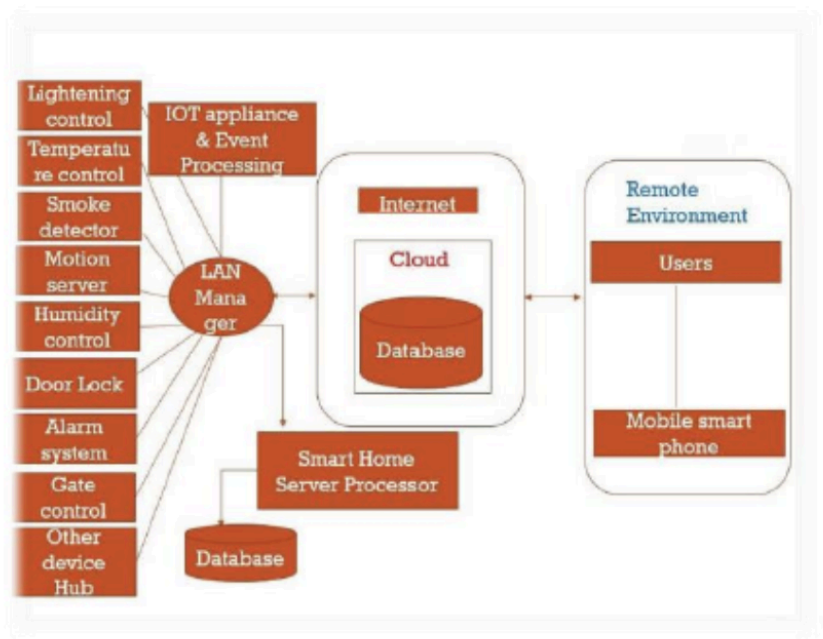 Lightening
control
Temperatu
re control
Smoke
detector
Motion
server
Humidity
control
Door Lock
Alarm
system
Gate
control
Other
device
Hub
IOT appliance
& Event
Processing
LAN
Mana
ger
Smart Home
Server Processor
Database
Internet
Cloud
Database
Remote
Environment
Users
Mobile smart
phone